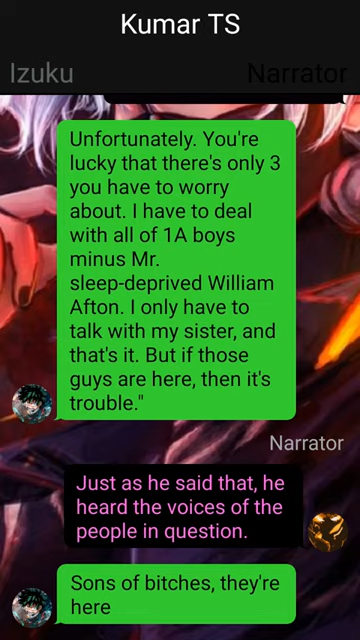 Kumar TS
Izuku
Narrator
Unfortunately. You're
lucky that there's only 3
you have to worry
about. I have to deal
with all of 1A boys
minus Mr.
sleep-deprived William
Afton. I only have to
talk with my sister, and
that's it. But if those
guys are here, then it's
trouble."
Narrator
Just as he said that, he
heard the voices of the
people in question.
Sons of bitches, they're
here